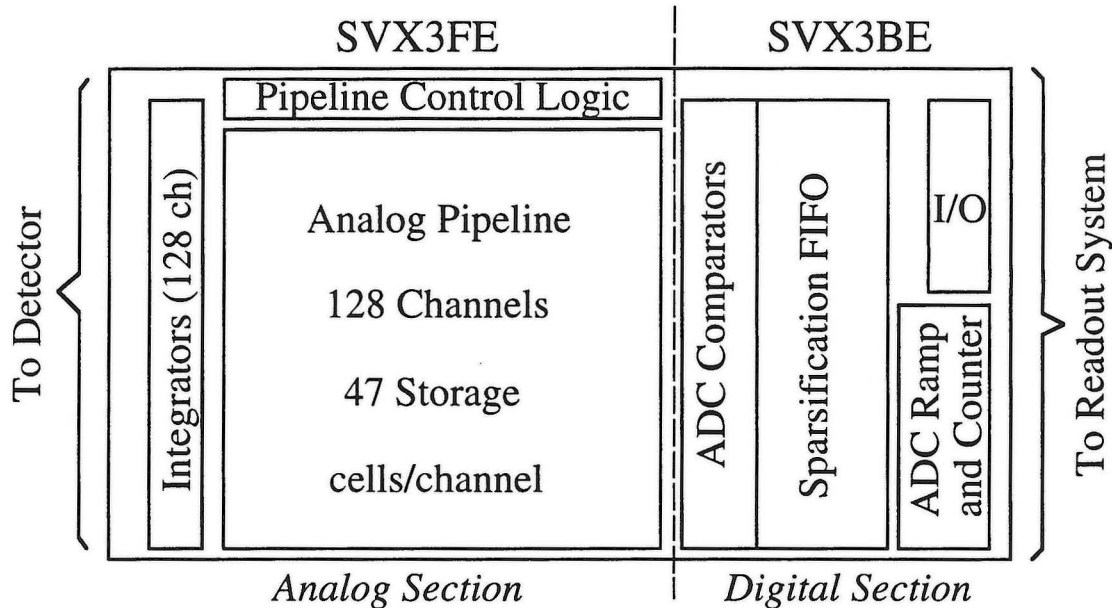 SVX3FE
SVX3BE
To Detector
Integrators (128 ch)
Pipeline Control Logic
Analog Pipeline
128 Channels
47 Storage
cells/channel
ADC Comparators
Sparsification FIFO
I/O
ADC Ramp
and Counter
To Readout System
Analog Section
Digital Section